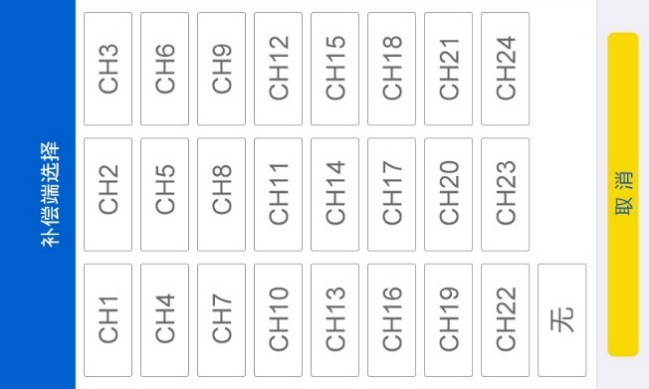 补偿端选择
CH1 CH2 CH3
CH4 CH5 CH6
CH7 CH8 CH9
CH10 CH11 CH12
CH13 CH14 CH15
CH16 CH17 CH18
CH19 CH20 CH21
CH22 CH23 CH24
无
取消